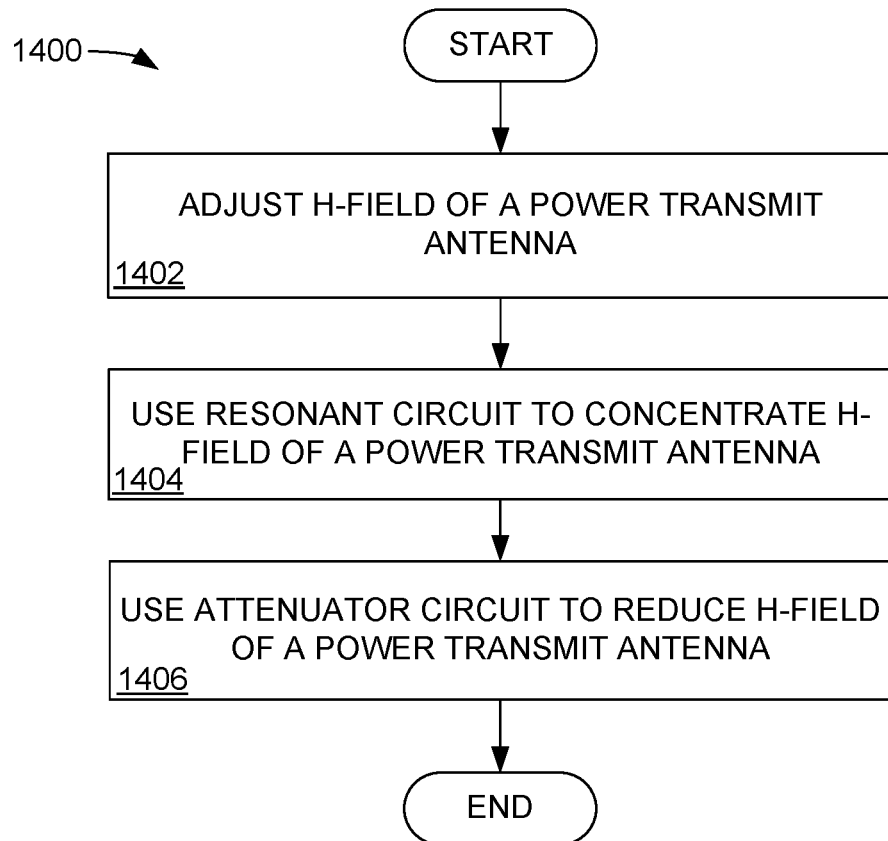 1400
START
ADJUST H-FIELD OF A POWER TRANSMIT
ANTENNA
1402
USE RESONANT CIRCUIT TO CONCENTRATE H-
FIELD OF A POWER TRANSMIT ANTENNA
1404
USE ATTENUATOR CIRCUIT TO REDUCE H-FIELD
OF A POWER TRANSMIT ANTENNA
1406
END